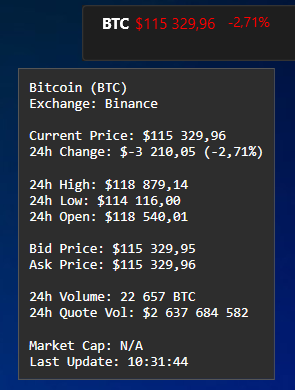 BTC $115 329,96 -2,71%
Bitcoin (BTC)
Exchange: Binance
Current Price: $115 329,96
24h Change: $-3 210,05 (-2,71%)
24h High: $118 879,14
24h Low: $114 116,00
24h Open: $118 540,01
Bid Price: $115 329,95
Ask Price: $115 329,96
24h Volume: 22 657 BTC
24h Quote Vol: $2 637 684 582
Market Cap: N/A
Last Update: 10:31:44